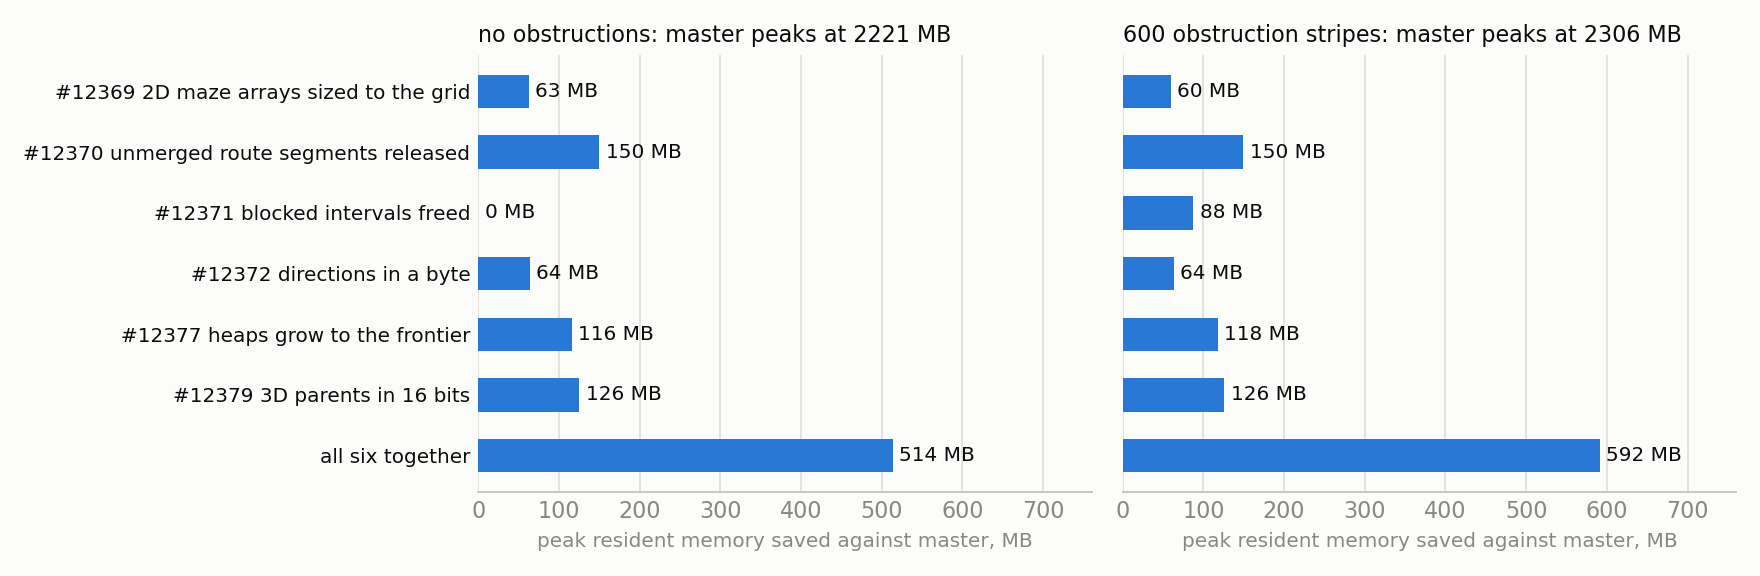 no obstructions: master peaks at 2221 MB
600 obstruction stripes: master peaks at 2306 MB
#12369 2D maze arrays sized to the grid 63 MB 60 MB
#12370 unmerged route segments released 150 MB 150 MB
#12371 blocked intervals freed 0 MB 88 MB
#12372 directions in a byte 64 MB 64 MB
#12377 heaps grow to the frontier 116 MB 118 MB
#12379 3D parents in 16 bits 126 MB 126 MB
all six together 514 MB 592 MB
0 100 200 300 400 500 600 700
0 100 200 300 400 500 600 700
peak resident memory saved against master, MB
peak resident memory saved against master, MB